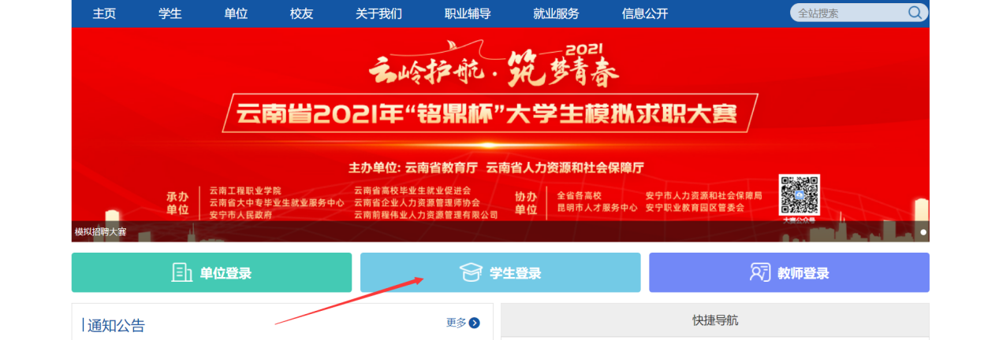 主页 学生 单位 校友 关于我们 职业辅导 就业服务 信息公开 全站搜索
2021
云岭护航·筑梦青春
云南省2021年“铭鼎杯”大学生模拟求职大赛
主办单位: 云南省教育厅 云南省人力资源和社会保障厅
承办单位
云南工程职业学院
云南省大中专毕业生就业服务中心
安宁市人民政府
云南省高校毕业生就业促进会
云南省企业人力资源管理师协会
云南前程伟业人力资源管理有限公司
协办单位
全省各高校
昆明市人才服务中心
安宁市人力资源和社会保障局
安宁职业教育园区管委会
大赛公众号
模拟招聘大赛
单位登录 学生登录 教师登录
通知公告 更多 快捷导航